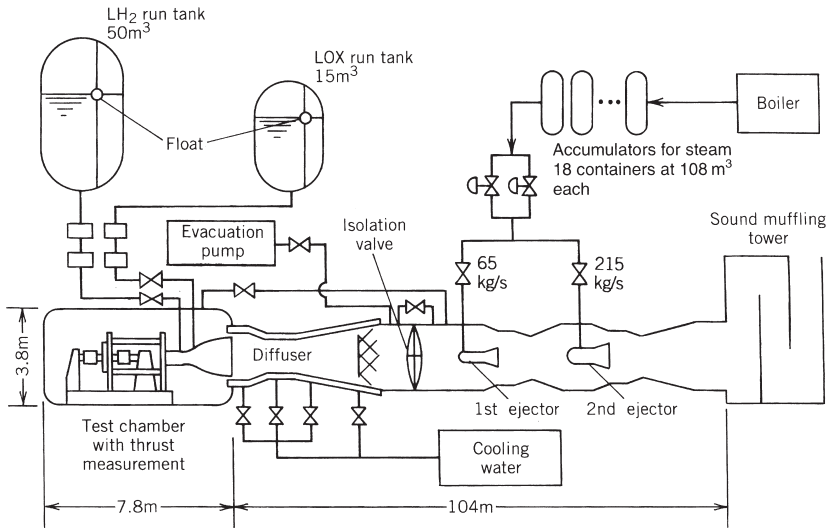 LH2 run tank
50m3
LOX run tank
15m3
Float
Boiler
Accumulators for steam
18 containers at 108 m3
each
Evacuation
pump
Isolation
valve
65
kg/s
215
kg/s
Sound muffling
tower
3.8m
Diffuser
1st ejector
2nd ejector
Test chamber
with thrust
measurement
Cooling
water
7.8m
104m